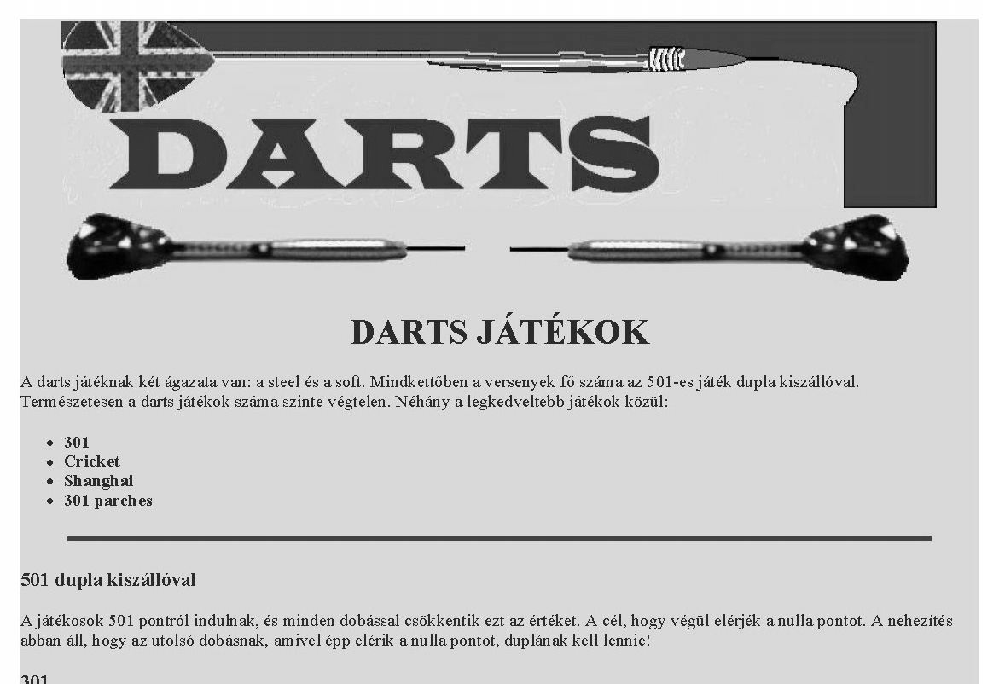 DARTS
DARTS JÁTÉKOK
A darts játéknak két ágazata van: a steel és a soft. Mindkettőben a versenyek fő száma az 501-es játék dupla kiszállóval.
Természetesen a darts játékok száma szinte végtelen. Néhány a legkedveltebb játékok közül:
• 301
• Cricket
• Shanghai
• 301 parches
501 dupla kiszállóval
A játékosok 501 pontról indulnak, és minden dobással csökkentik ezt az értéket. A cél, hogy végül elérjék a nulla pontot. A nehezítés
abban áll, hogy az utolsó dobásnak, amivel épp elérik a nulla pontot, duplának kell lennie!
301